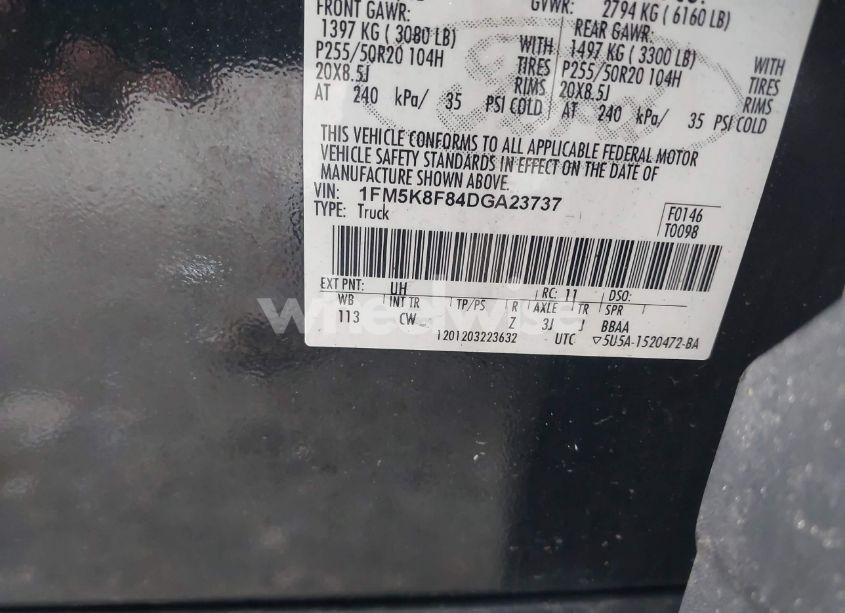 FRONT GAWR:
GVWR: 2794 KG ( 6160 LB)
1397 KG ( 3080 LB)
REAR GAWR:
WITH 1497 KG ( 3300 LB)
P255/50R20 104H
TIRES P255/50R20 104H WITH
20X8.5J
RIMS 20X8.5J TIRES
AT 240 kPa/ 35 PSI COLD
AT 240 kPa/ 35 RIMS
PSI COLD
THIS VEHICLE CONFORMS TO ALL APPLICABLE FEDERAL MOTOR
VEHICLE SAFETY STANDARDS IN EFFECT ON THE DATE OF
MANUFACTURE SHOWN ABOVE.
VIN: 1FM5K8F84DGA23737
TYPE: Truck
F0146
T0098
EXT PNT: UH RC: 11 DSO:
WB INT TR TP/PS R AXLE TR SPR
113 CW Z 3J J BBAA
1201203223632 UTC ▽5U5A-1520472-BA
wheelwise